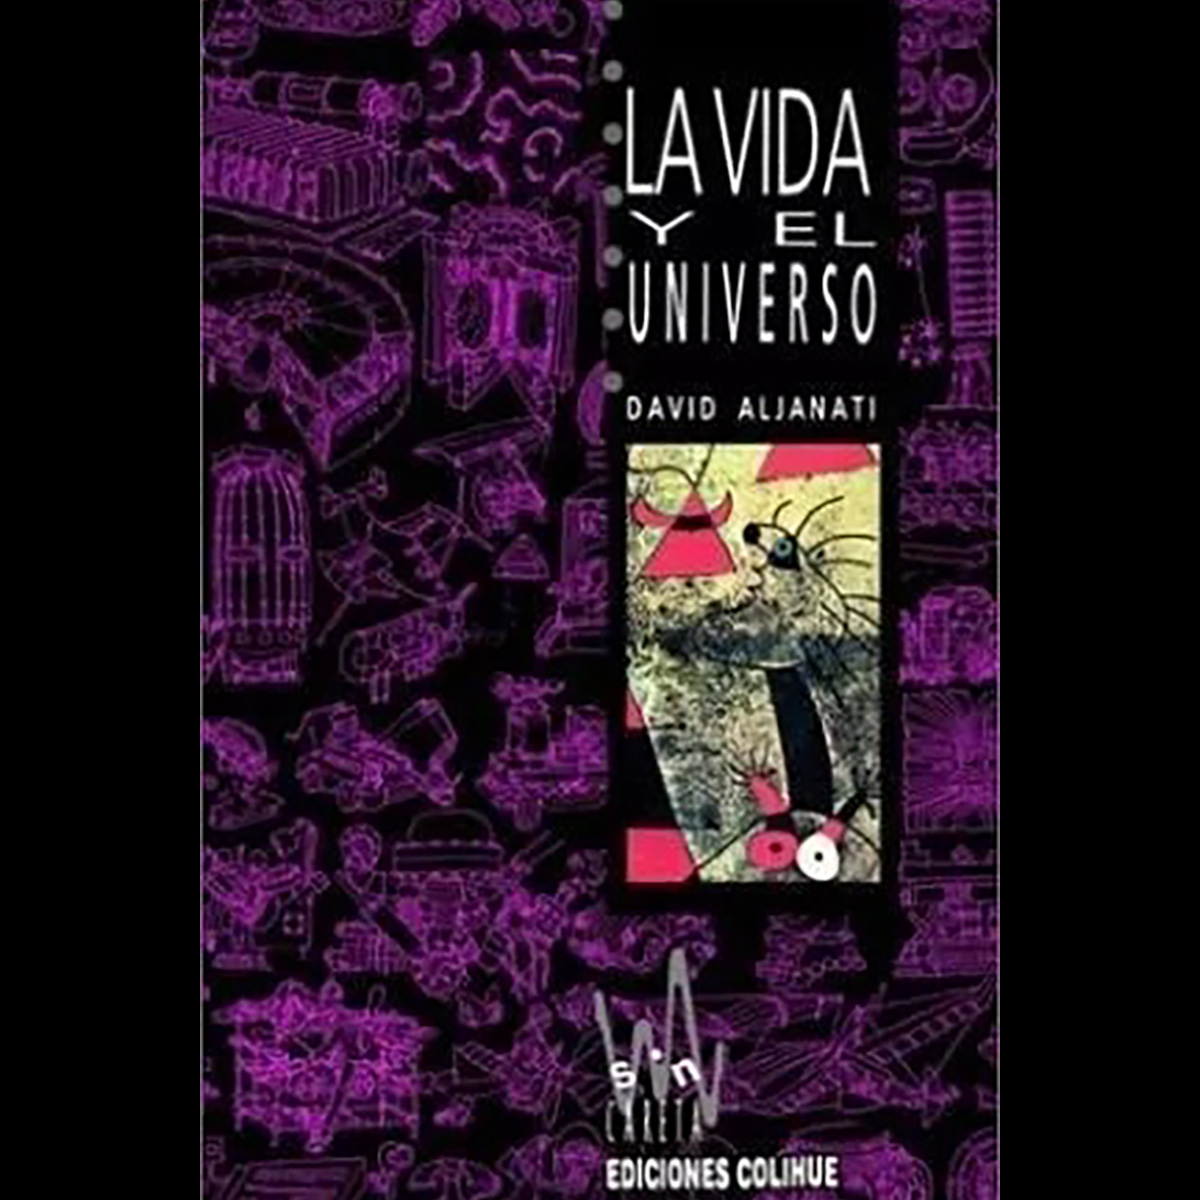 LA VIDA
Y EL
UNIVERSO
DAVID ALJANATI
sin
CARETA
EDICIONES COLIHUE